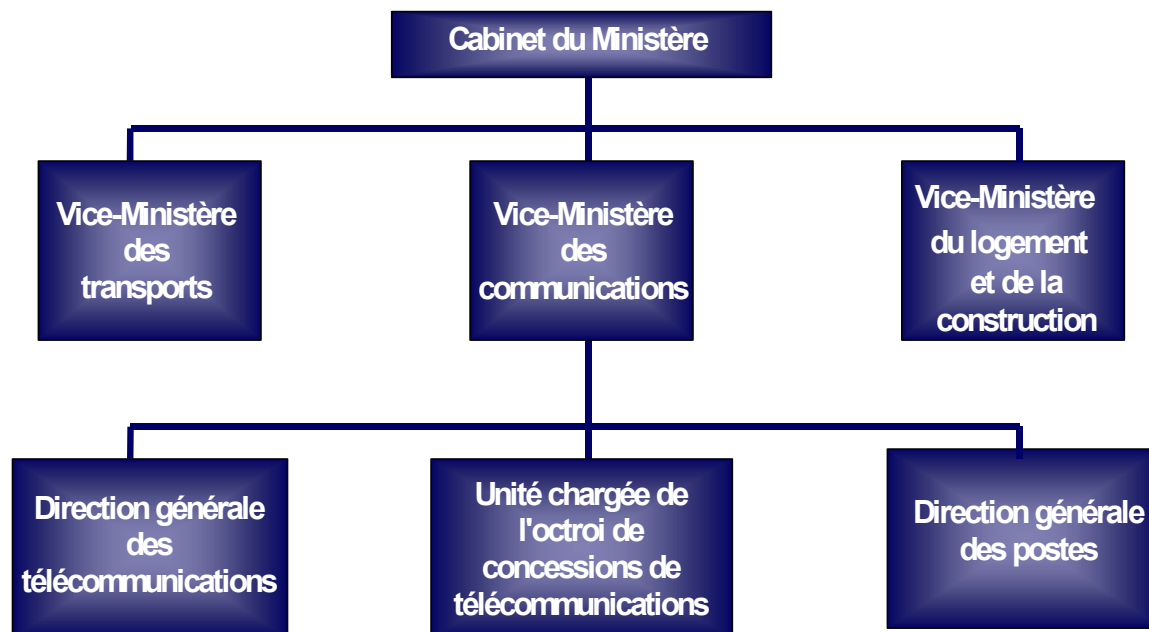 Cabinet du Ministère
Vice-Ministère
des
transports
Vice-Ministère
des
communications
Vice-Ministère
du logement
et de la
construction
Direction générale
des
télécommunications
Unité chargée de
l'octroi de
concessions de
télécommunications
Direction générale
des postes